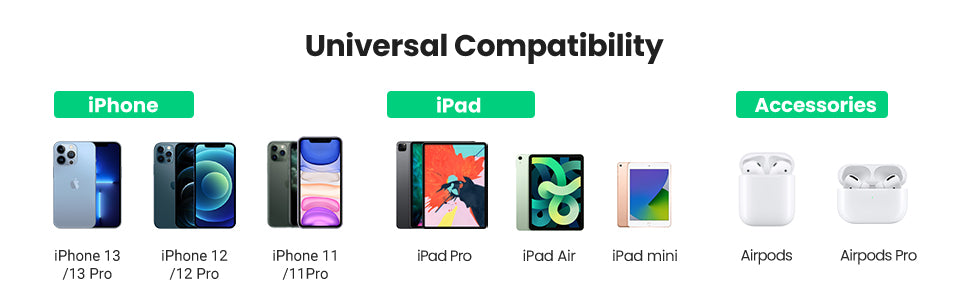 Universal Compatibility
iPhone
iPad
Accessories
iPhone 13
/13 Pro
iPhone 12
/12 Pro
iPhone 11
/11Pro
iPad Pro
iPad Air
iPad mini
Airpods
Airpods Pro